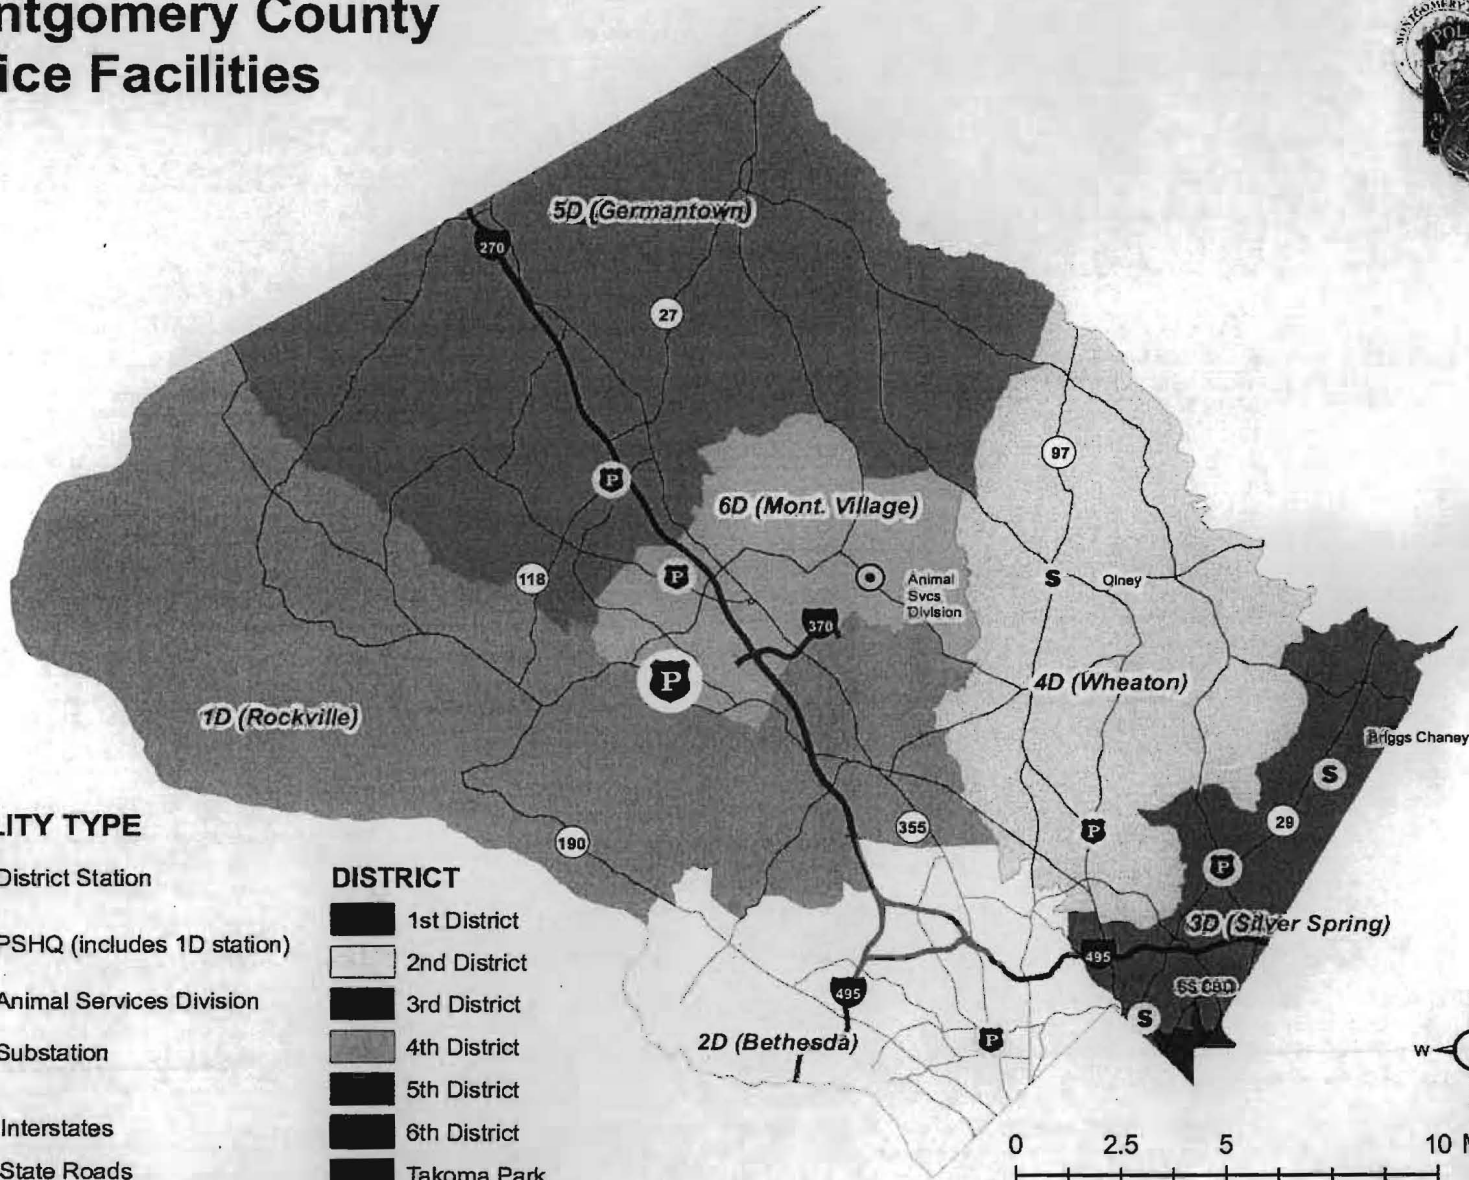 ntgomery County
ice Facilities
5D (Germantown)
270
27
97
P
6D (Mont. Village)
118
P
Animal
Svcs
Division
S
Olney
370
P
4D (Wheaton)
1D (Rockville)
Briggs Chaney
S
29
P
190
355
P
3D (Silver Spring)
495
SS CBD
495
S
2D (Bethesda)
P
W
LITY TYPE
District Station
PSHQ (includes 1D station)
Animal Services Division
Substation
Interstates
State Roads
DISTRICT
1st District
2nd District
3rd District
4th District
5th District
6th District
Takoma Park
0 2.5 5 10